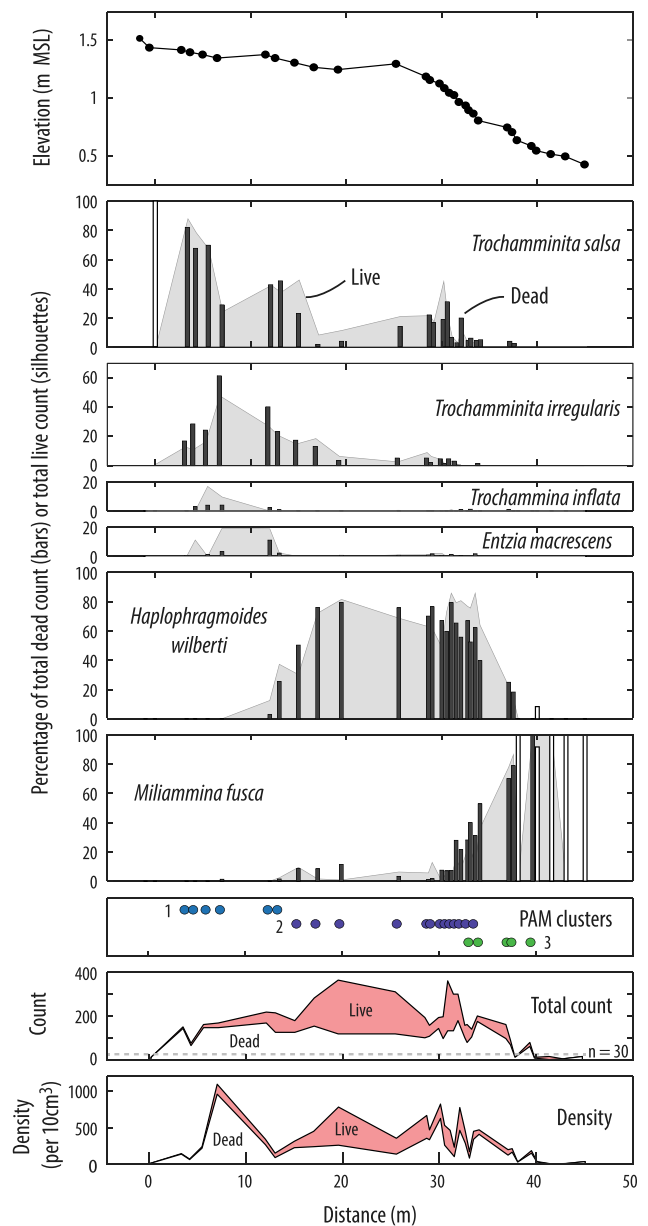 Elevation (m MSL)
1.5
1
0.5
Percentage of total dead count (bars) or total live count (silhouettes)
100
80
60
40
20
0
Trochamminita salsa
Live
Dead
60
40
20
0
Trochamminita irregularis
20
0
Trochammina inflata
20
0
Entzia macrescens
100
80
60
40
20
0
Haplophragmoides
wilberti
100
80
60
40
20
0
Miliammina fusca
PAM clusters
1
2
3
Count
400
200
0
Total count
Live
Dead
n = 30
Density
(per 10cm³)
1000
500
0
Density
Live
Dead
0
10
20
30
40
50
Distance (m)